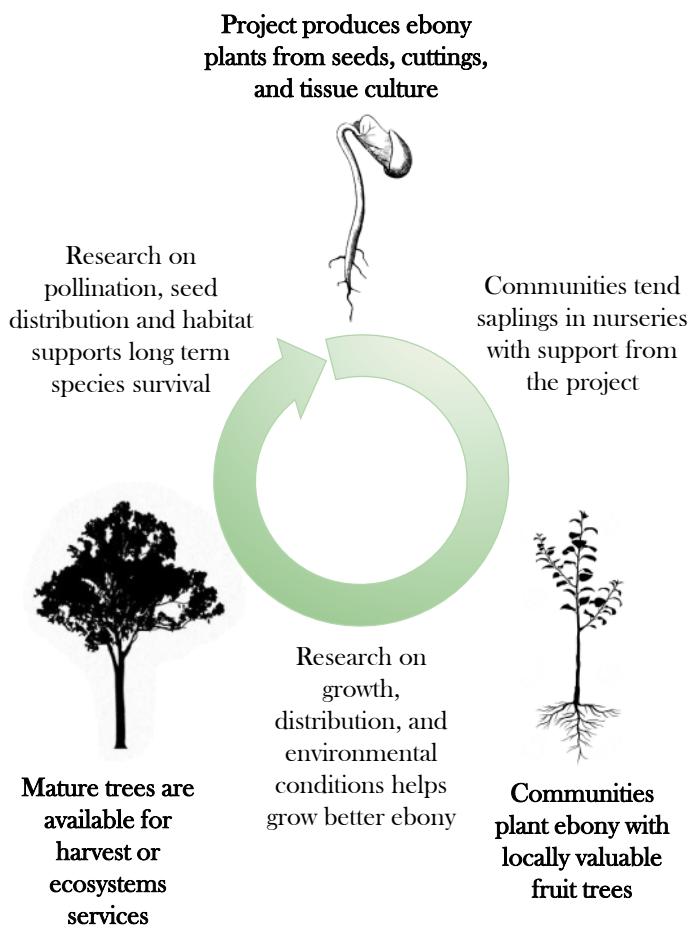 Project produces ebony
plants from seeds, cuttings,
and tissue culture
Communities tend
saplings in nurseries
with support from
the project
Communities
plant ebony with
locally valuable
fruit trees
Research on
growth,
distribution, and
environmental
conditions helps
grow better ebony
Mature trees are
available for
harvest or
ecosystems
services
Research on
pollination, seed
distribution and habitat
supports long term
species survival